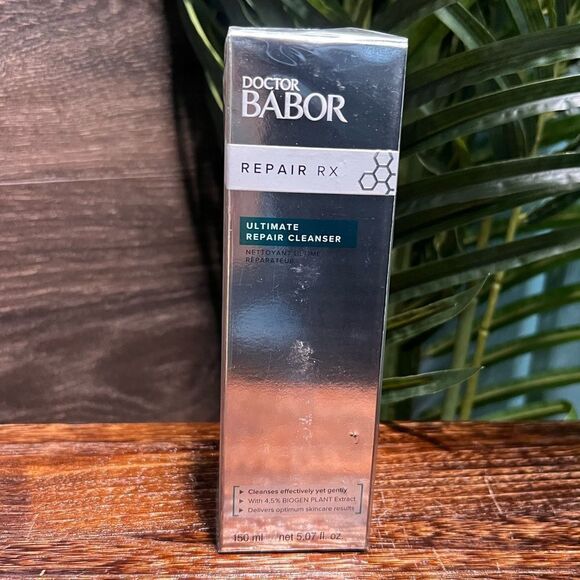 DOCTOR
BABOR
REPAIR RX
ULTIMATE
REPAIR CLEANSER
NETTOYANT ULTIME
RÉPARATEUR
Cleanses effectively yet gently
With 4,5% BIOGEN PLANT Extract
Delivers optimum skincare results
150 ml net 5.07 fl. oz.